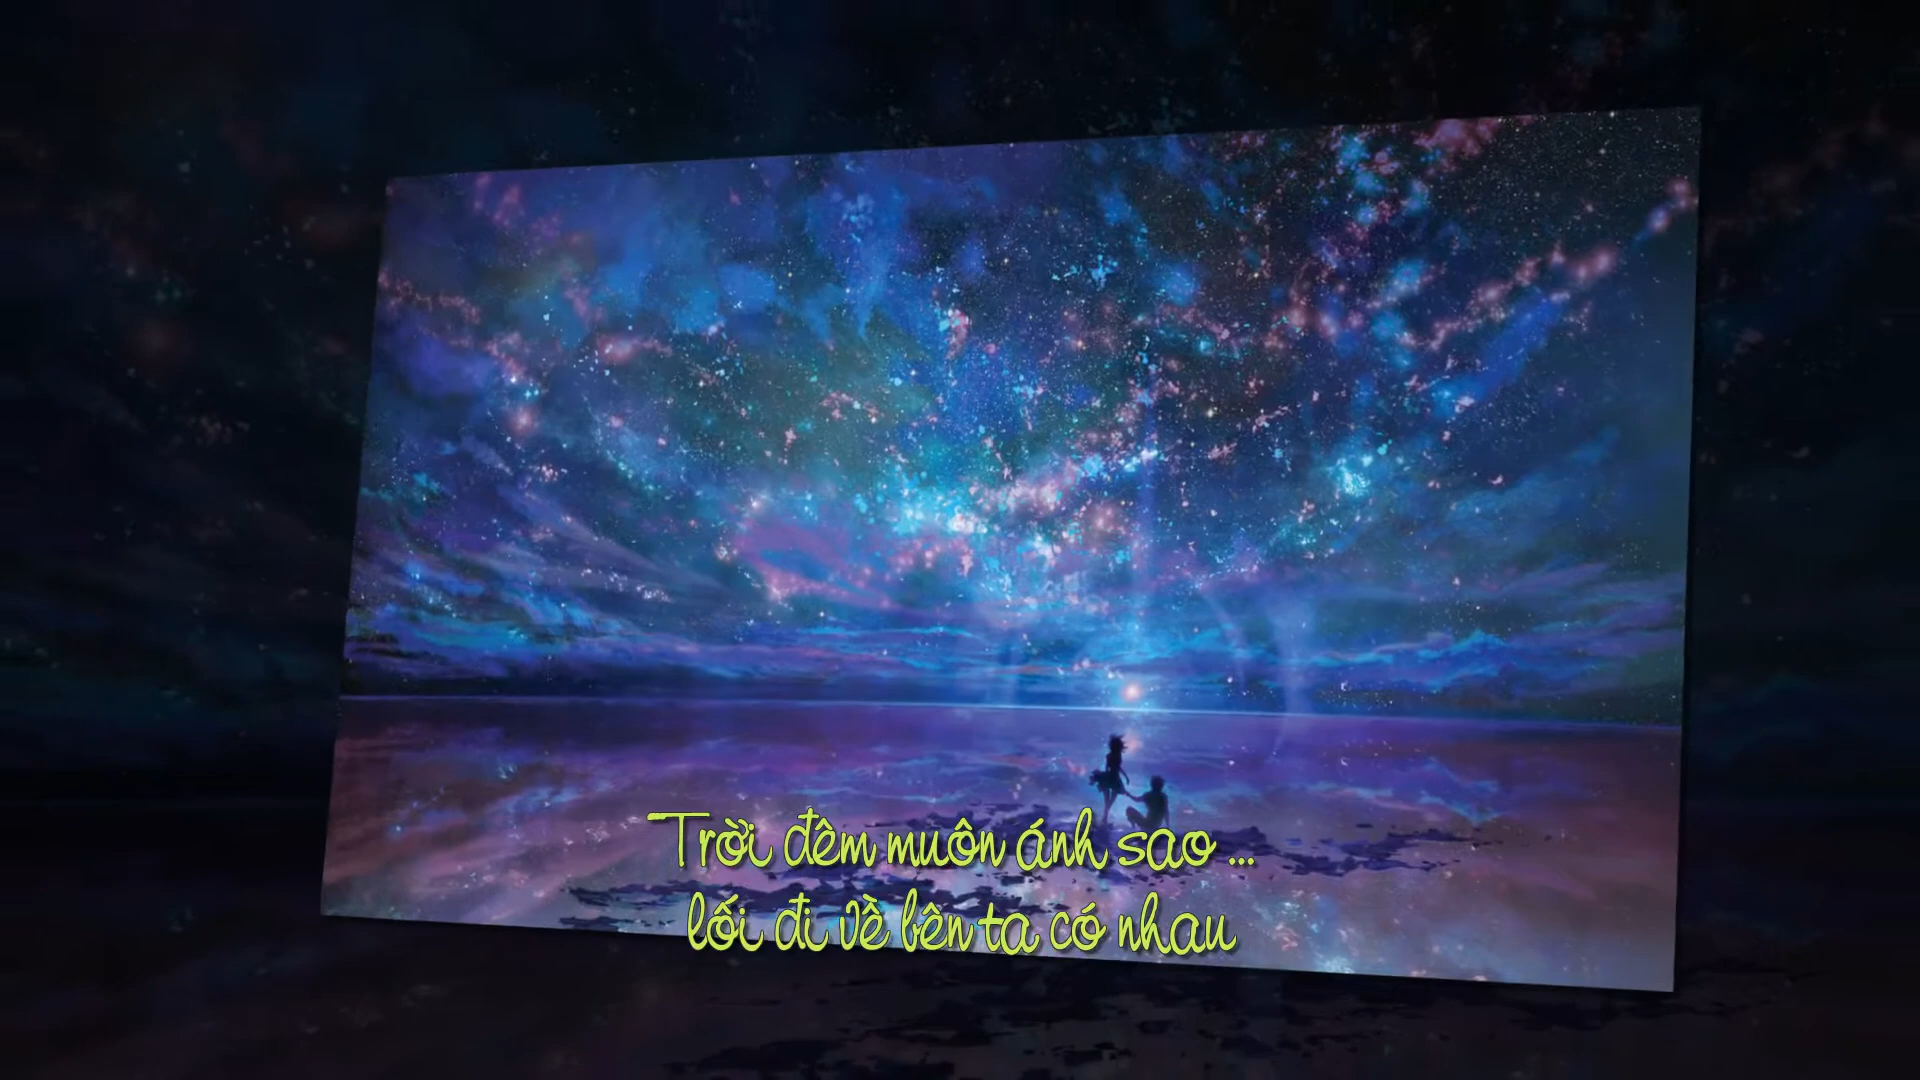 Trời đêm muôn ánh sao ...
lối đi về bên ta có nhau